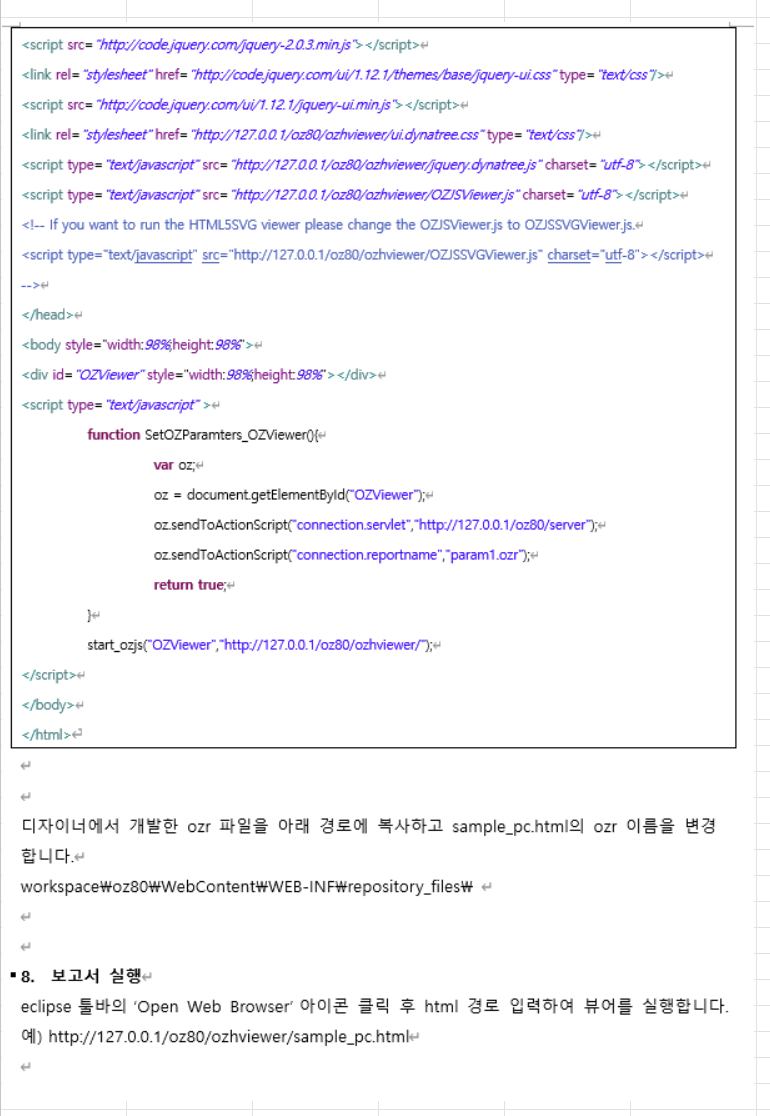 <script src="http://code.jquery.com/jquery-2.0.3.min.js"></script>
<link rel="stylesheet" href="http://code.jquery.com/ui/1.12.1/themes/base/jquery-ui.css" type="text/css"/>
<script src="http://code.jquery.com/ui/1.12.1/jquery-ui.min.js"></script>
<link rel="stylesheet" href="http://127.0.0.1/oz80/ozhviewer/ui.dynatree.css" type="text/css"/>
<script type="text/javascript" src="http://127.0.0.1/oz80/ozhviewer/jquery.dynatree.js" charset="utf-8"></script>
<script type="text/javascript" src="http://127.0.0.1/oz80/ozhviewer/OZJSViewer.js" charset="utf-8"></script>
<!-- If you want to run the HTML5SVG viewer please change the OZJSViewer.js to OZJSSVGViewer.js.
<script type="text/javascript" src="http://127.0.0.1/oz80/ozhviewer/OZJSSVGViewer.js" charset="utf-8"></script>
-->
</head>
<body style="width:98%;height:98%">
<div id="OZViewer" style="width:98%;height:98%"></div>
<script type="text/javascript" >
function SetOZParamters_OZViewer(){
var oz;
oz = document.getElementById("OZViewer");
oz.sendToActionScript("connection.servlet","http://127.0.0.1/oz80/server");
oz.sendToActionScript("connection.reportname","param1.ozr");
return true;
}
start_ozjs("OZViewer","http://127.0.0.1/oz80/ozhviewer/");
</script>
</body>
</html>
디자이너에서 개발한 ozr 파일을 아래 경로에 복사하고 sample_pc.html의 ozr 이름을 변경
합니다.
workspace₩oz80₩WebContent₩WEB-INF₩repository_files₩
8. 보고서 실행
eclipse 툴바의 'Open Web Browser' 아이콘 클릭 후 html 경로 입력하여 뷰어를 실행합니다.
예) http://127.0.0.1/oz80/ozhviewer/sample_pc.html